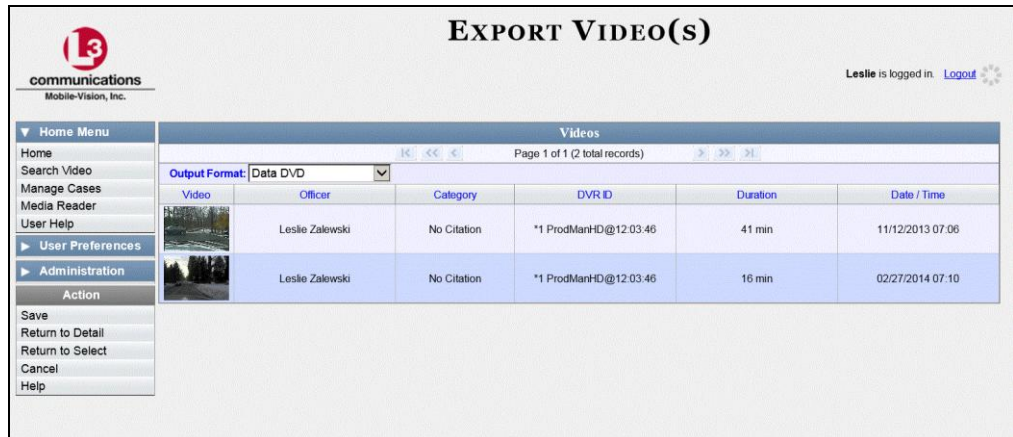 EXPORT VIDEO(S)
L3
communications
Mobile-Vision, Inc.
Leslie is logged in. Logout
Home Menu
Home
Search Video
Manage Cases
Media Reader
User Help
User Preferences
Administration
Action
Save
Return to Detail
Return to Select
Cancel
Help
Videos
Page 1 of 1 (2 total records)
Output Format: Data DVD
Video Officer Category DVR ID Duration Date / Time
Leslie Zalewski No Citation *1 ProdManHD@12:03:46 41 min 11/12/2013 07:06
Leslie Zalewski No Citation *1 ProdManHD@12:03:46 16 min 02/27/2014 07:10